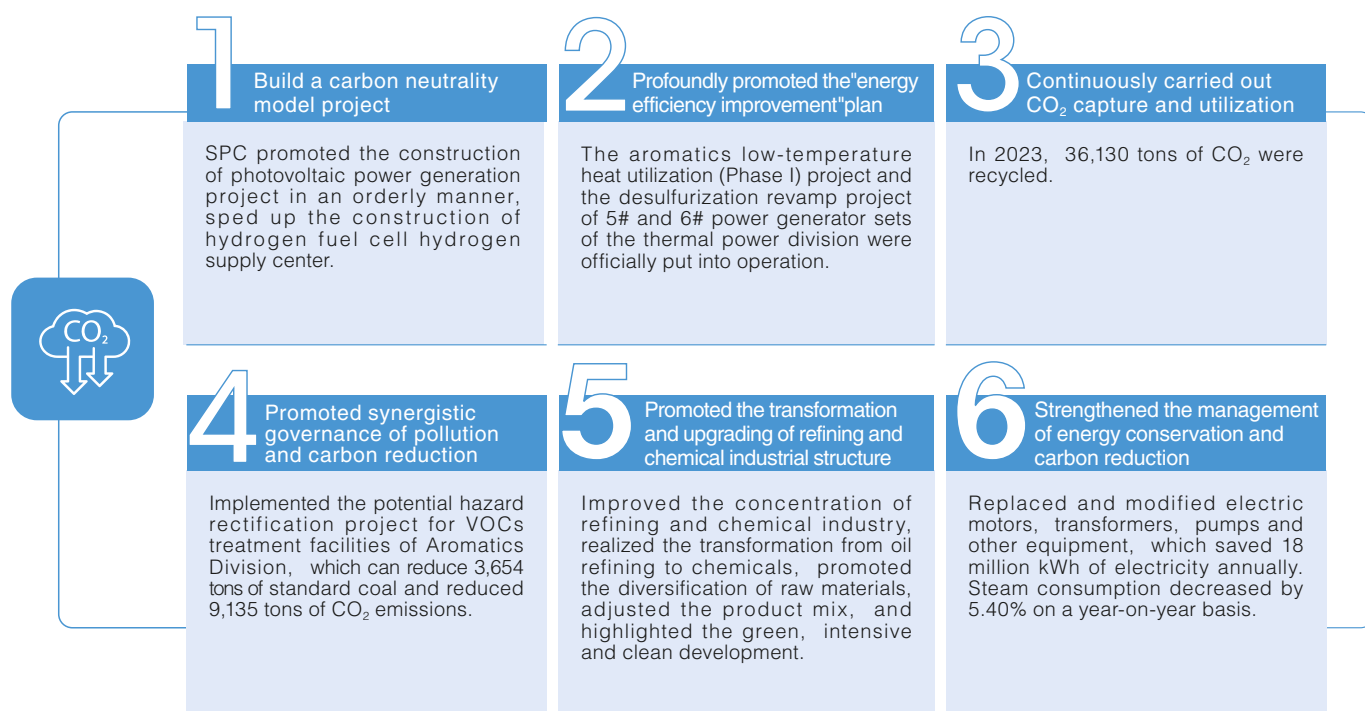 1
Build a carbon neutrality
model project
SPC promoted the construction
of photovoltaic power generation
project in an orderly manner,
sped up the construction of
hydrogen fuel cell hydrogen
supply center.
2
Profoundly promoted the"energy
efficiency improvement"plan
The aromatics low-temperature
heat utilization (Phase I) project and
the desulfurization revamp project
of 5# and 6# power generator sets
of the thermal power division were
officially put into operation.
3
Continuously carried out
CO₂ capture and utilization
In 2023, 36,130 tons of CO₂ were
recycled.
CO₂
4
Promoted synergistic
governance of pollution
and carbon reduction
Implemented the potential hazard
rectification project for VOCs
treatment facilities of Aromatics
Division, which can reduce 3,654
tons of standard coal and reduced
9,135 tons of CO₂ emissions.
5
Promoted the transformation
and upgrading of refining and
chemical industrial structure
Improved the concentration of
refining and chemical industry,
realized the transformation from oil
refining to chemicals, promoted
the diversification of raw materials,
adjusted the product mix, and
highlighted the green, intensive
and clean development.
6
Strengthened the management
of energy conservation and
carbon reduction
Replaced and modified electric
motors, transformers, pumps and
other equipment, which saved 18
million kWh of electricity annually.
Steam consumption decreased by
5.40% on a year-on-year basis.